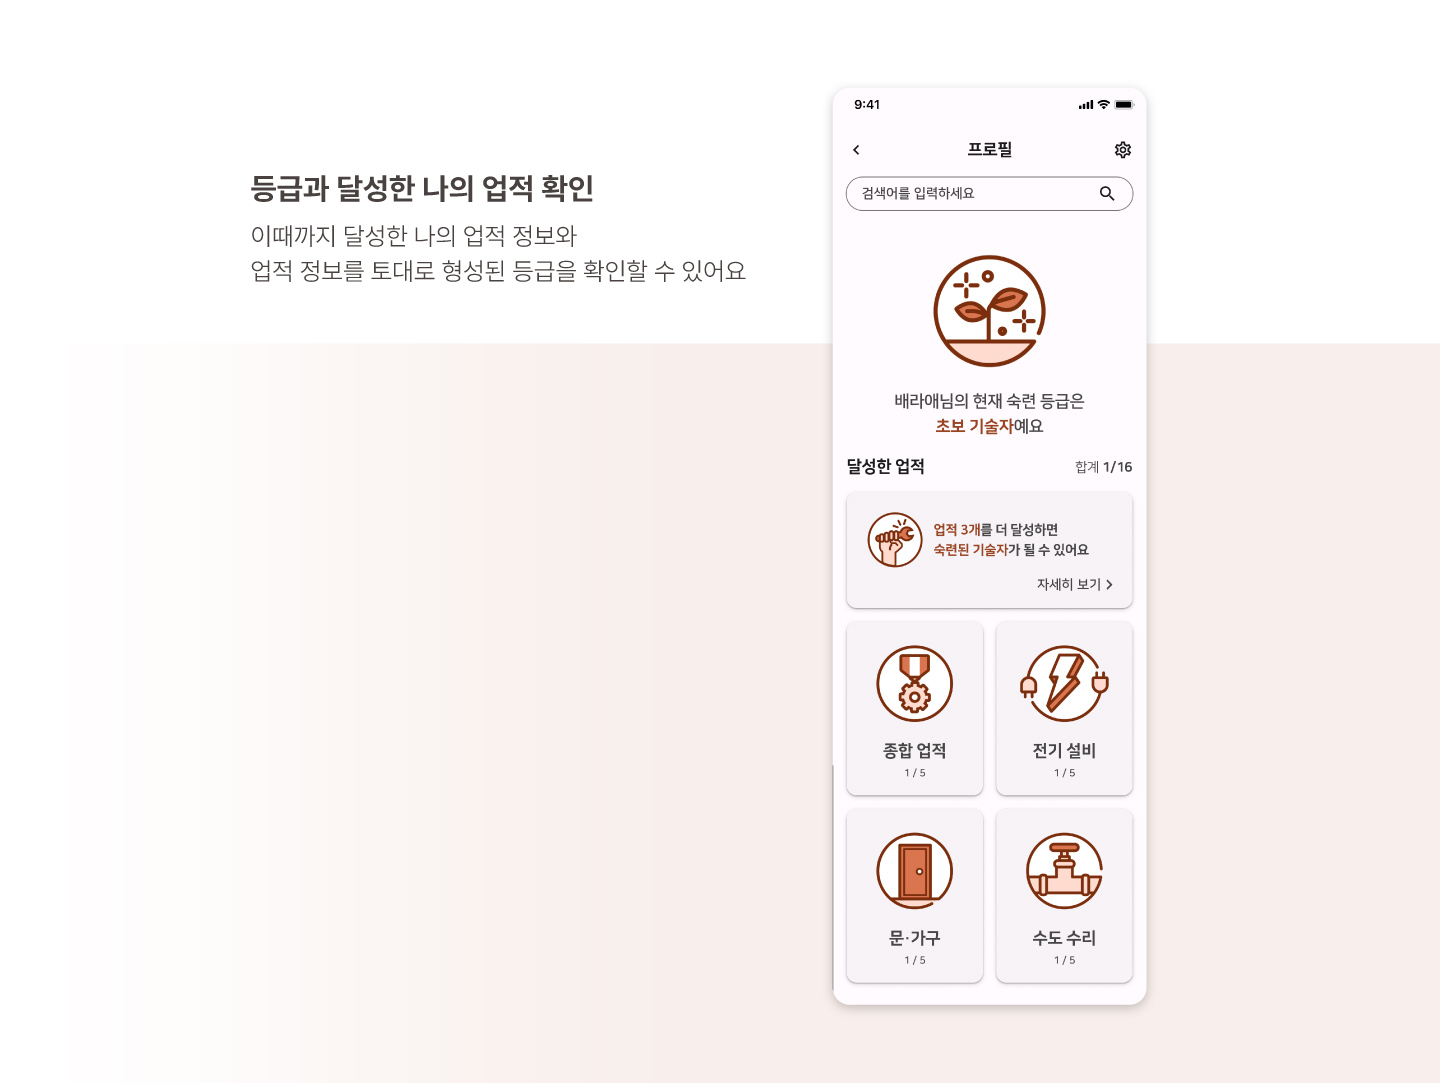 등급과 달성한 나의 업적 확인
이때까지 달성한 나의 업적 정보와
업적 정보를 토대로 형성된 등급을 확인할 수 있어요
9:41
프로필
검색어를 입력하세요
배라애님의 현재 숙련 등급은
초보 기술자예요
달성한 업적
합계 1/16
업적 3개를 더 달성하면
숙련된 기술자가 될 수 있어요
자세히 보기
종합 업적
1 / 5
전기 설비
1 / 5
문·가구
1 / 5
수도 수리
1 / 5